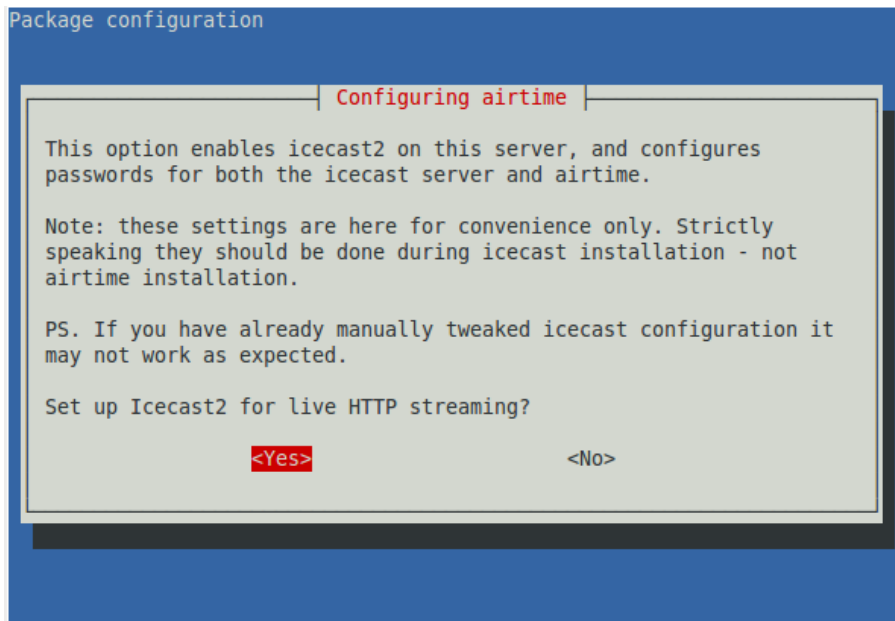 Package configuration
Configuring airtime
This option enables icecast2 on this server, and configures
passwords for both the icecast server and airtime.
Note: these settings are here for convenience only. Strictly
speaking they should be done during icecast installation - not
airtime installation.
PS. If you have already manually tweaked icecast configuration it
may not work as expected.
Set up Icecast2 for live HTTP streaming?
<Yes> <No>